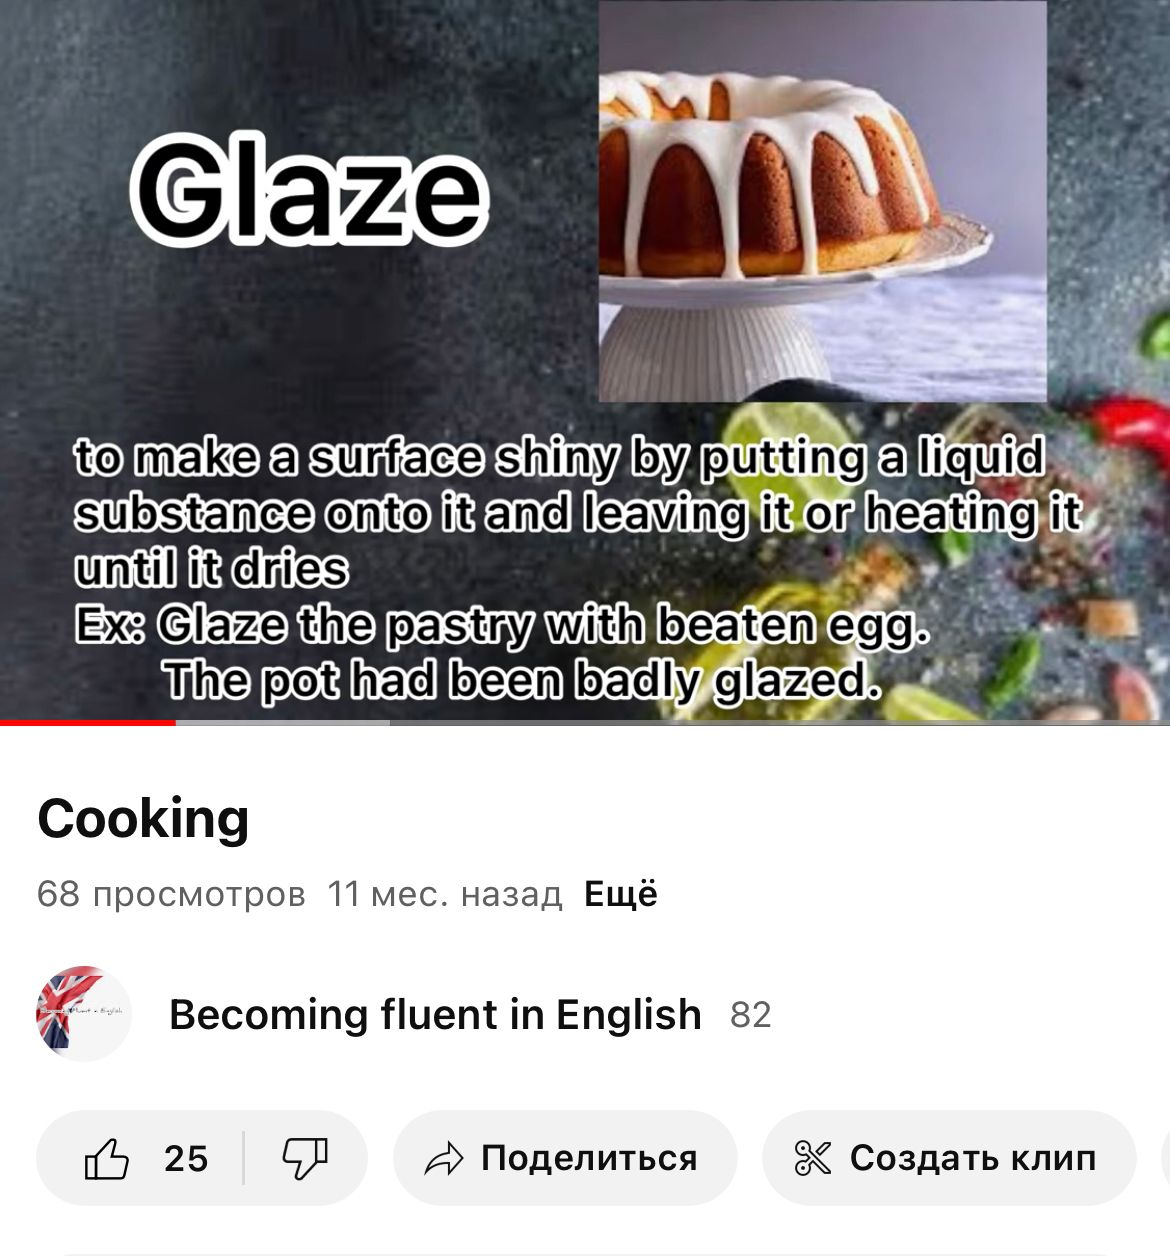 Glaze
to make a surface shiny by putting a liquid
substance onto it and leaving it or heating it
until it dries
Ex: Glaze the pastry with beaten egg.
The pot had been badly glazed.
Cooking
68 просмотров 11 мес. назад Ещё
Becoming fluent in English 82
25 Поделиться Создать клип